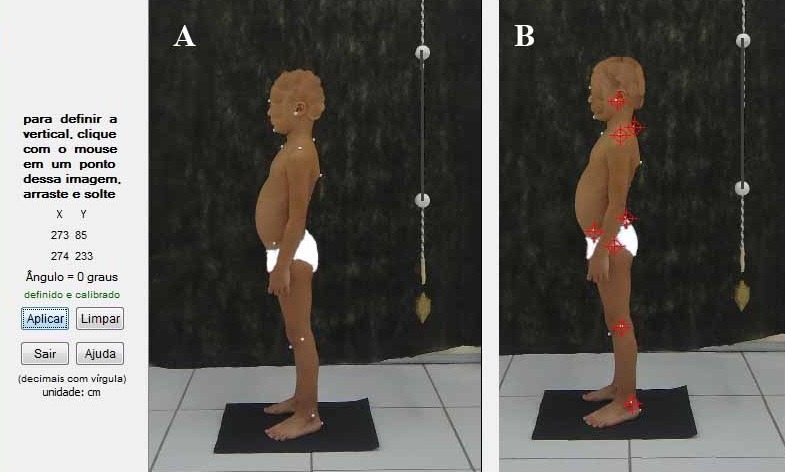 A
B
para definir a
vertical, clique
com o mouse
em um ponto
dessa imagem,
arraste e solte
X Y
273 85
274 233
Ângulo = 0 graus
definido e calibrado
Aplicar Limpar
Sair Ajuda
(decimais com vírgula)
unidade: cm